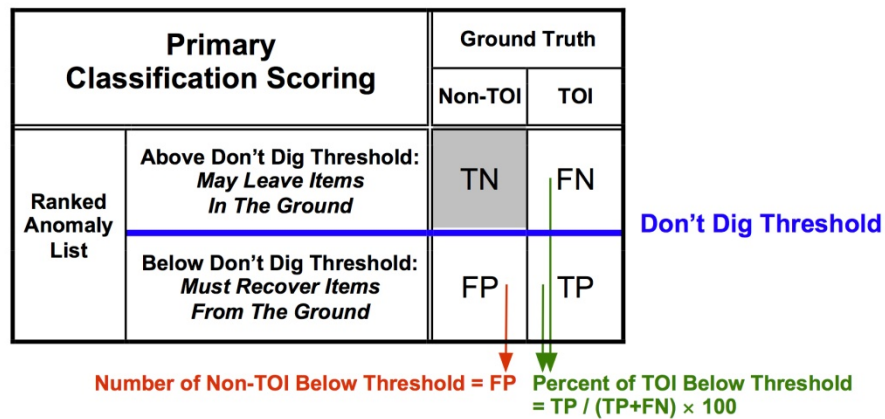 Primary
Classification Scoring
Ground Truth
Non-TOI
TOI
Ranked
Anomaly
List
Above Don't Dig Threshold:
May Leave Items
In The Ground
TN
FN
Don't Dig Threshold
Below Don't Dig Threshold:
Must Recover Items
From The Ground
FP
TP
Number of Non-TOI Below Threshold = FP
Percent of TOI Below Threshold
= TP / (TP+FN) × 100